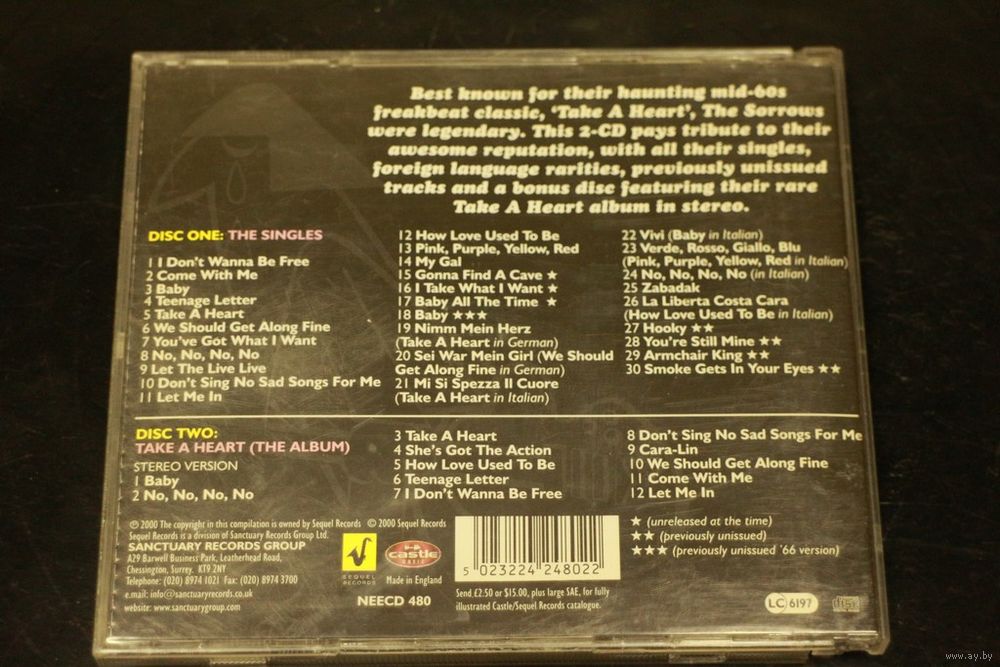 Best known for their haunting mid-60s
freakbeat classic, 'Take A Heart', The Sorrows
were legendary. This 2-CD pays tribute to their
awesome reputation, with all their singles,
foreign language rarities, previously unissued
tracks and a bonus disc featuring their rare
Take A Heart album in stereo.
DISC ONE: THE SINGLES
1 I Don't Wanna Be Free
2 Come With Me
3 Baby
4 Teenage Letter
5 Take A Heart
6 We Should Get Along Fine
7 You've Got What I Want
8 No, No, No, No
9 Let The Live Live
10 Don't Sing No Sad Songs For Me
11 Let Me In
12 How Love Used To Be
13 Pink, Purple, Yellow, Red
14 My Gal
15 Gonna Find A Cave ★
16 I Take What I Want ★
17 Baby All The Time ★
18 Baby ★★★
19 Nimm Mein Herz
(Take A Heart in German)
20 Sei War Mein Girl (We Should
Get Along Fine in German)
21 Mi Si Spezza Il Cuore
(Take A Heart in Italian)
22 Vivi (Baby in Italian)
23 Verde, Rosso, Giallo, Blu
(Pink, Purple, Yellow, Red in Italian)
24 No, No, No, No (in Italian)
25 Zabadak
26 La Liberta Costa Cara
(How Love Used To Be in Italian)
27 Hooky ★★
28 You're Still Mine ★★
29 Armchair King ★★
30 Smoke Gets In Your Eyes ★★
DISC TWO:
TAKE A HEART (THE ALBUM)
STEREO VERSION
1 Baby
2 No, No, No, No
3 Take A Heart
4 She's Got The Action
5 How Love Used To Be
6 Teenage Letter
7 I Don't Wanna Be Free
8 Don't Sing No Sad Songs For Me
9 Cara-Lin
10 We Should Get Along Fine
11 Come With Me
12 Let Me In
℗ 2000 The copyright in this compilation is owned by Sequel Records © 2000 Sequel Records
Sequel Records is a division of Sanctuary Records Group Ltd.
SANCTUARY RECORDS GROUP
A29 Barwell Business Park, Leatherhead Road,
Chessington, Surrey. KT9 2NY
Telephone: (020) 8974 1021 Fax: (020) 8974 3700
e.mail: info@sanctuaryrecords.co.uk
website: www.sanctuarygroup.com
SEQUEL
RECORDS
Castle
MUSIC
Made in England
NEECD 480
5 023224 248022
Send £2.50 or $15.00, plus large SAE, for fully
illustrated Castle/Sequel Records catalogue.
★ (unreleased at the time)
★★ (previously unissued)
★★★ (previously unissued '66 version)
LC 6197
disc
www.ay.by